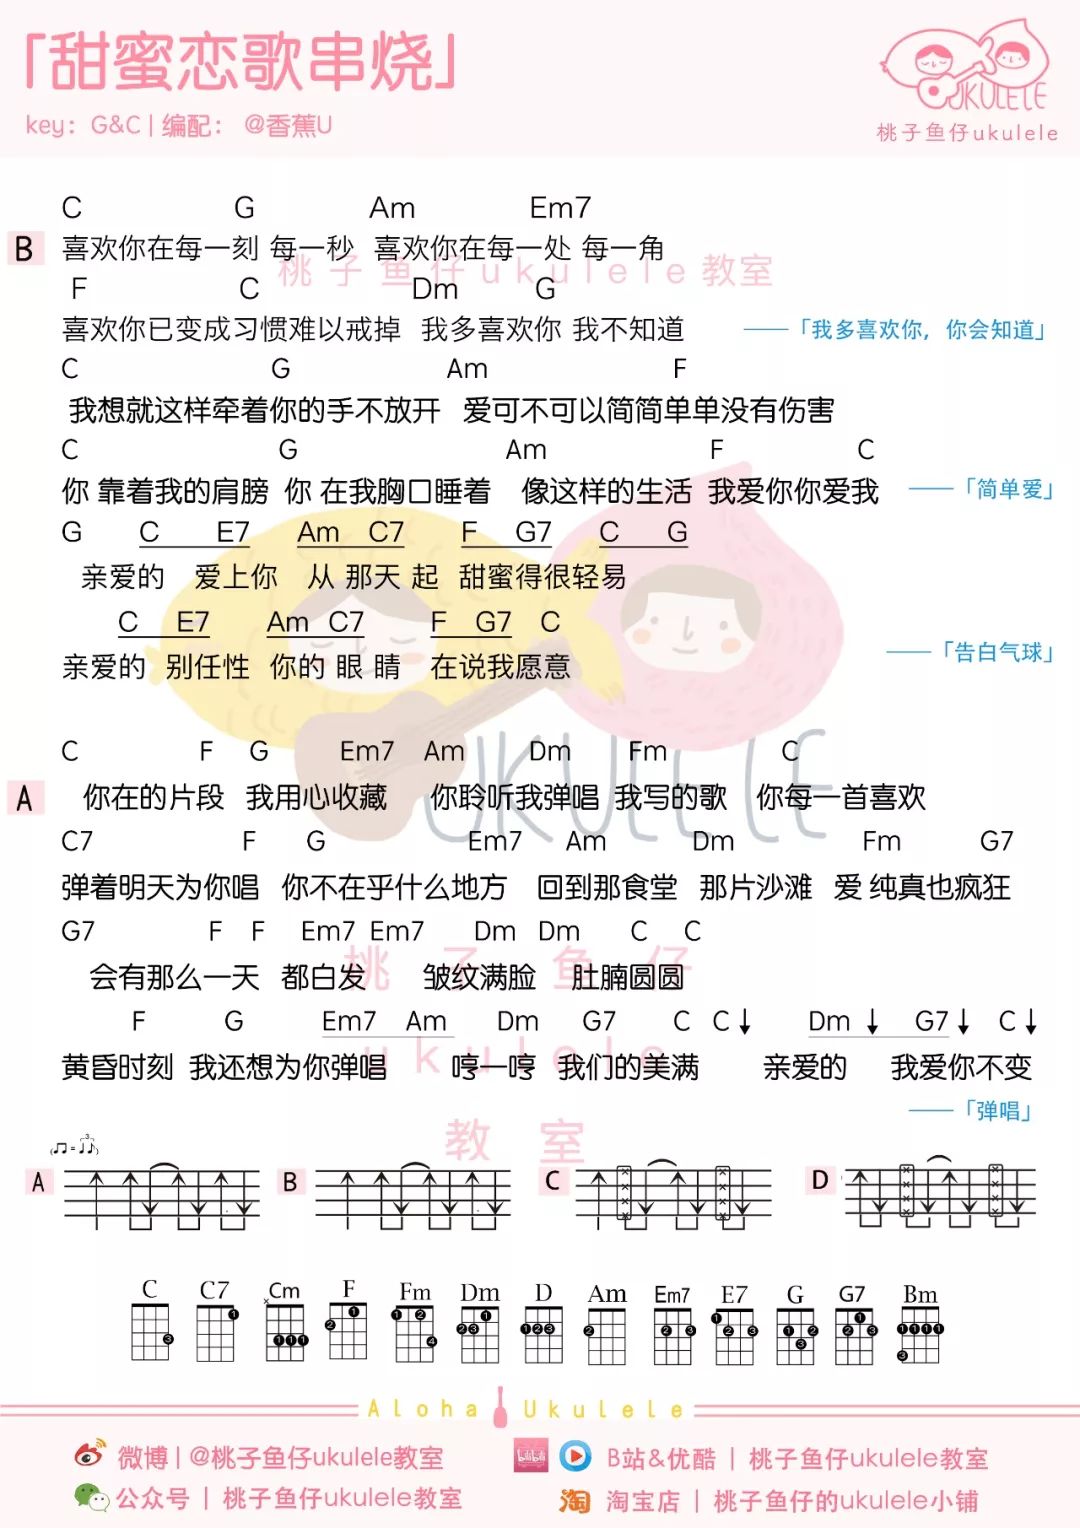 「甜蜜恋歌串烧」
key：G&C | 编配： @香蕉U
UKULELE
桃子鱼仔ukulele
C G Am Em7
B 喜欢你在每一刻 每一秒 喜欢你在每一处 每一角
桃子鱼仔ukulele教室
F C Dm G
喜欢你已变成习惯难以戒掉 我多喜欢你 我不知道 ——「我多喜欢你，你会知道」
C G Am F
我想就这样牵着你的手不放开 爱可不可以简简单单没有伤害
C G Am F C
你 靠着我的肩膀 你 在我胸口睡着 像这样的生活 我爱你你爱我 ——「简单爱」
G C E7 Am C7 F G7 C G
亲爱的 爱上你 从 那天 起 甜蜜得很轻易
C E7 Am C7 F G7 C
亲爱的 别任性 你的 眼 睛 在说我愿意 ——「告白气球」
UKULELE
C F G Em7 Am Dm Fm C
A 你在的片段 我用心收藏 你聆听我弹唱 我写的歌 你每一首喜欢
C7 F G Em7 Am Dm Fm G7
弹着明天为你唱 你不在乎什么地方 回到那食堂 那片沙滩 爱 纯真也疯狂
G7 F F Em7 Em7 Dm Dm C C
桃子鱼仔
会有那么一天 都白发 皱纹满脸 肚腩圆圆
F G Em7 Am Dm G7 C C↓ Dm ↓ G7↓ C↓
ukulele
黄昏时刻 我还想为你弹唱 哼一哼 我们的美满 亲爱的 我爱你不变
——「弹唱」
教室
A B C D
C C7 Cm F Fm Dm D Am Em7 E7 G G7 Bm
Aloha Ukulele
微博 | @桃子鱼仔ukulele教室 B站&优酷 | 桃子鱼仔ukulele教室
公众号 | 桃子鱼仔ukulele教室 淘 淘宝店 | 桃子鱼仔的ukulele小铺